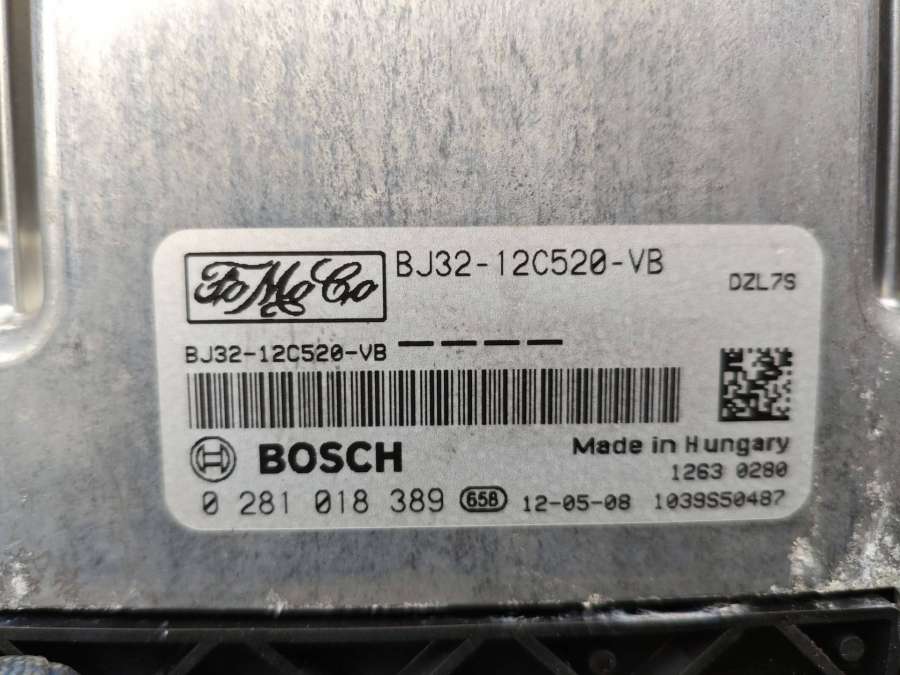 FoMoCo BJ32-12C520-VB
DZL7S
BJ32-12C520-VB
BOSCH
Made in Hungary
1263 0280
0 281 018 389 658 12-05-08 1039S50487